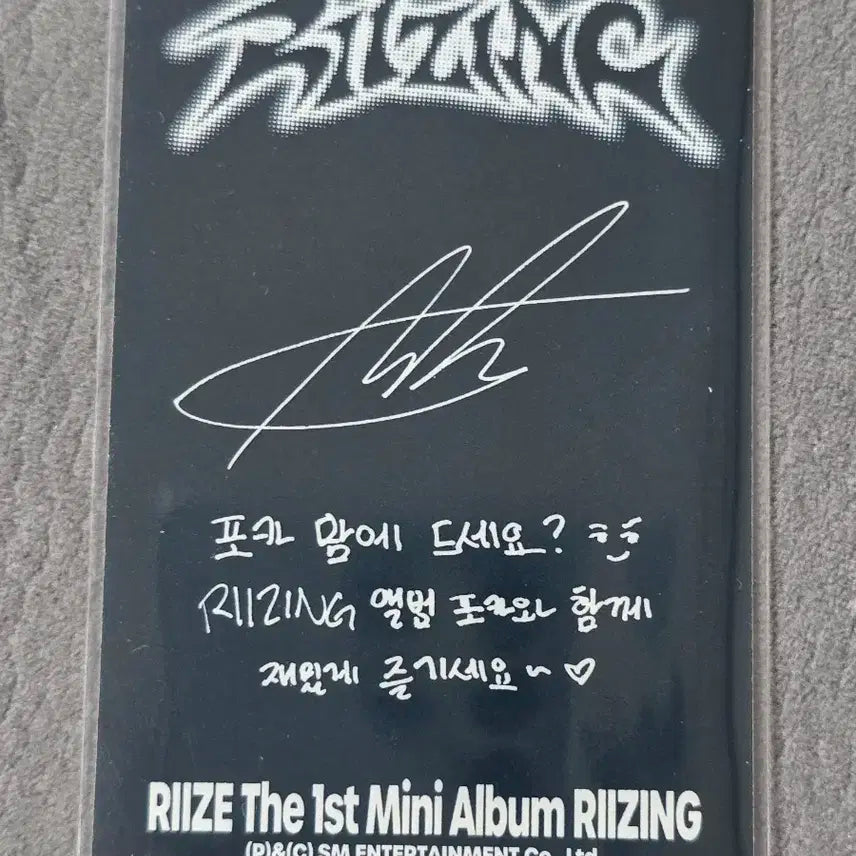 RIIZING
포카 맘에 드세요?
RIIZING 앨범 포카와 함께
재밌게 즐기세요~ ♡
RIIZE The 1st Mini Album RIIZING
(P)&(C) SM ENTERTAINMENT Co., Ltd.